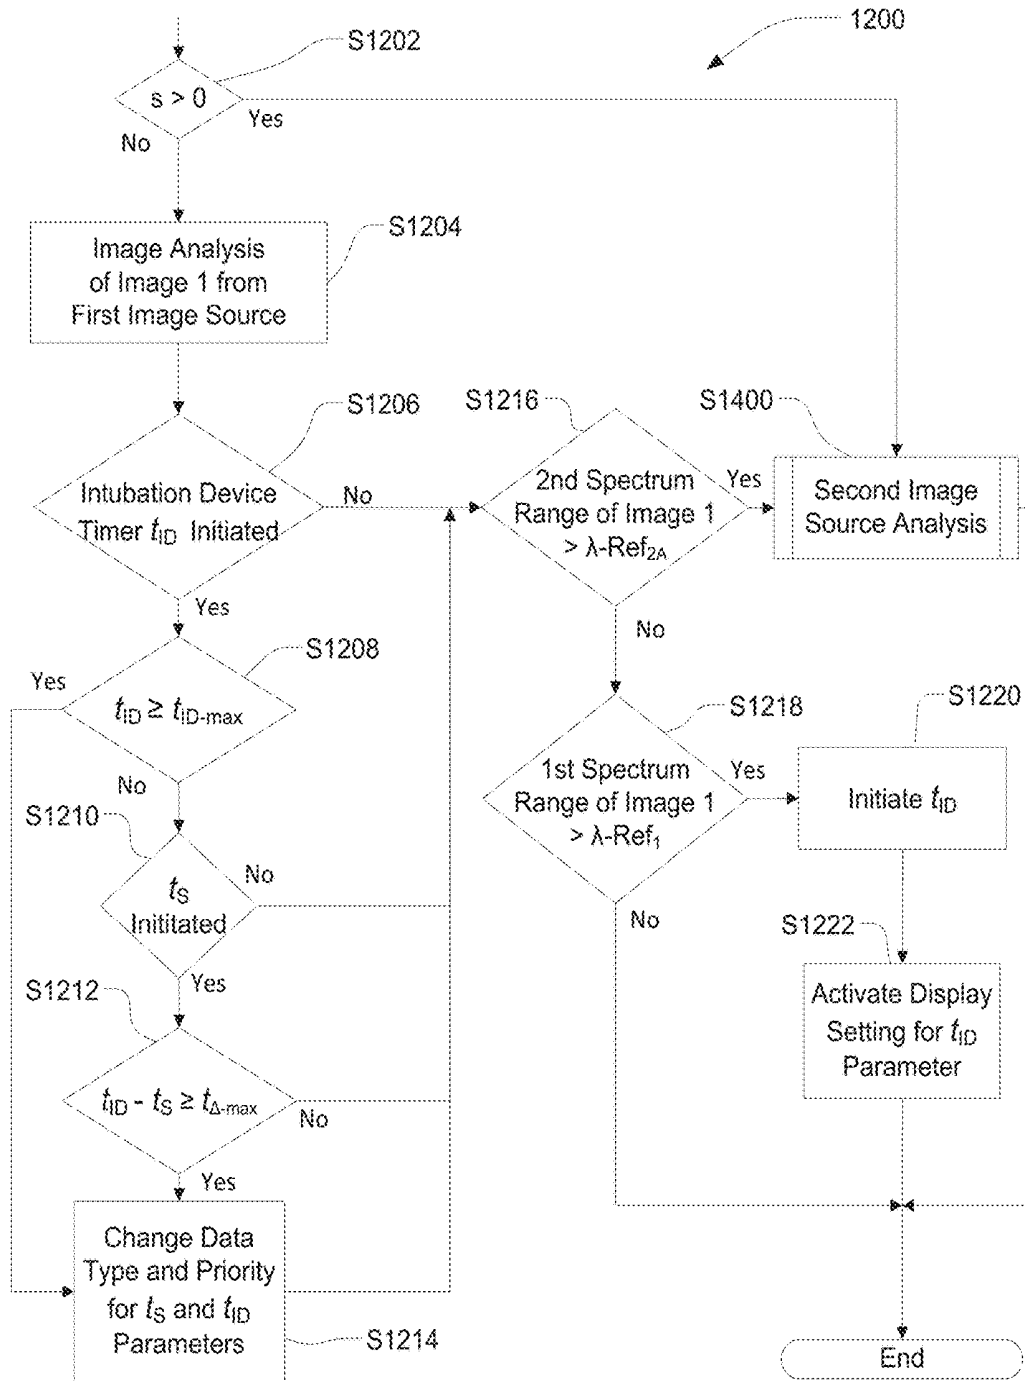 1200
S1202
s > 0
Yes
No
S1204
Image Analysis
of Image 1 from
First Image Source
S1206
Intubation Device
Timer tID Initiated
No
Yes
S1216
2nd Spectrum
Range of Image 1
> λ-Ref2A
Yes
No
S1400
Second Image
Source Analysis
S1208
tID ≥ tID-max
Yes
No
S1210
tS
Inititated
No
Yes
S1212
tID - tS ≥ tΔ-max
No
Yes
Change Data
Type and Priority
for tS and tID
Parameters
S1214
S1218
1st Spectrum
Range of Image 1
> λ-Ref1
Yes
No
S1220
Initiate tID
S1222
Activate Display
Setting for tID
Parameter
End